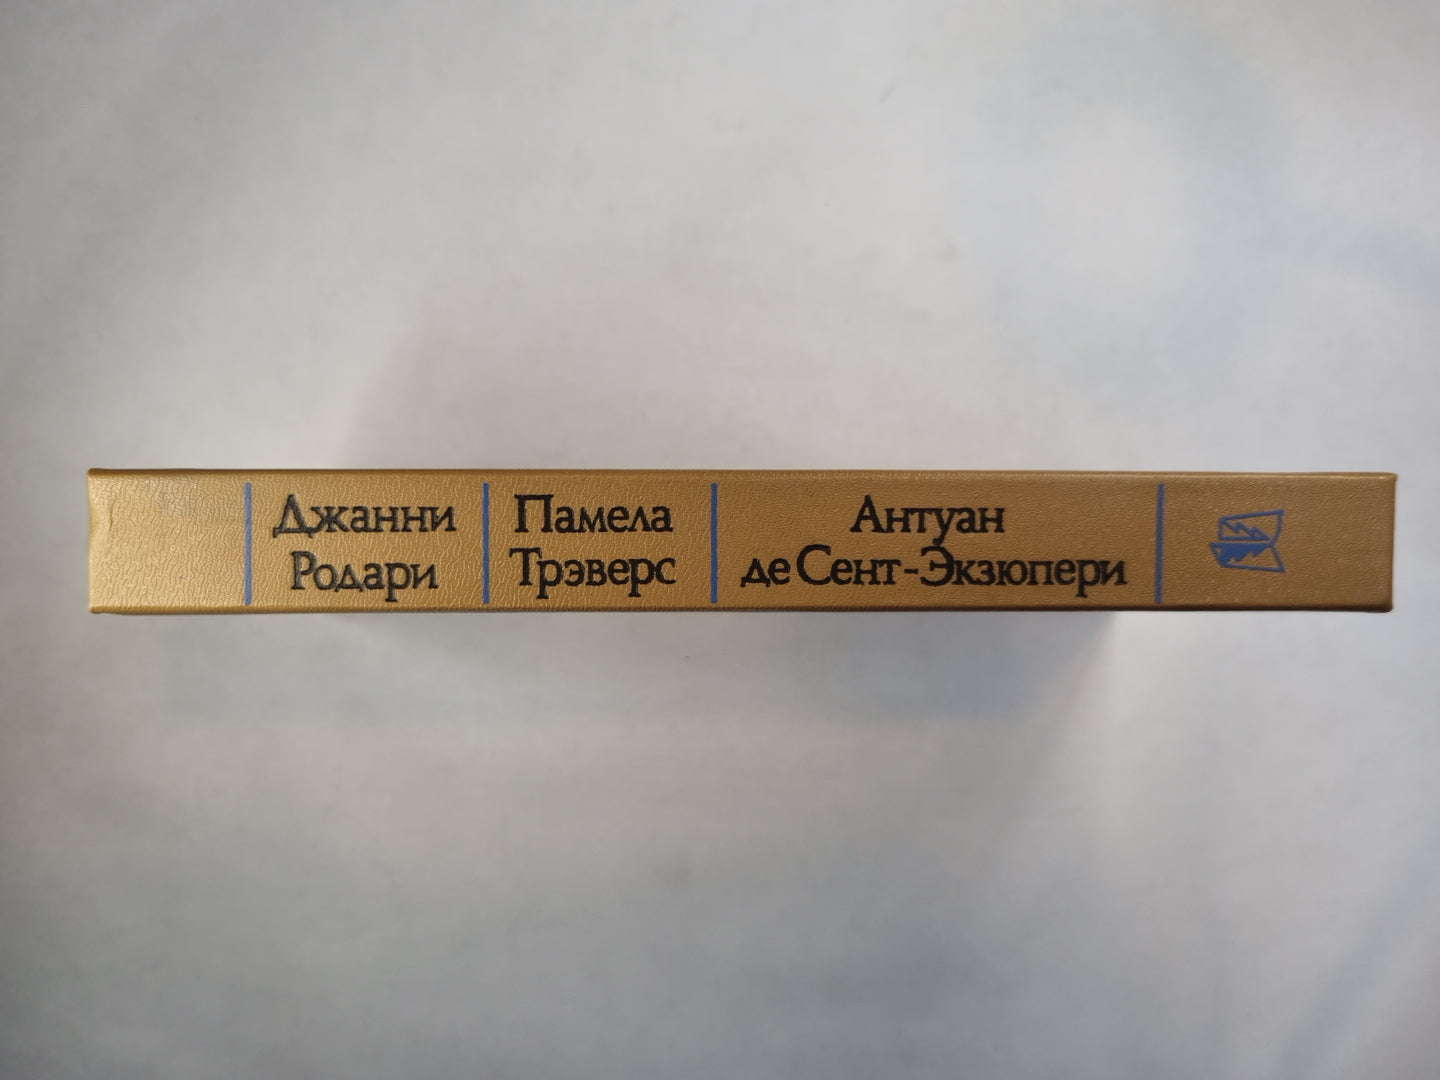 Джанни
Родари
Памела
Трэверс
Антуан
де Сент-Экзюпери